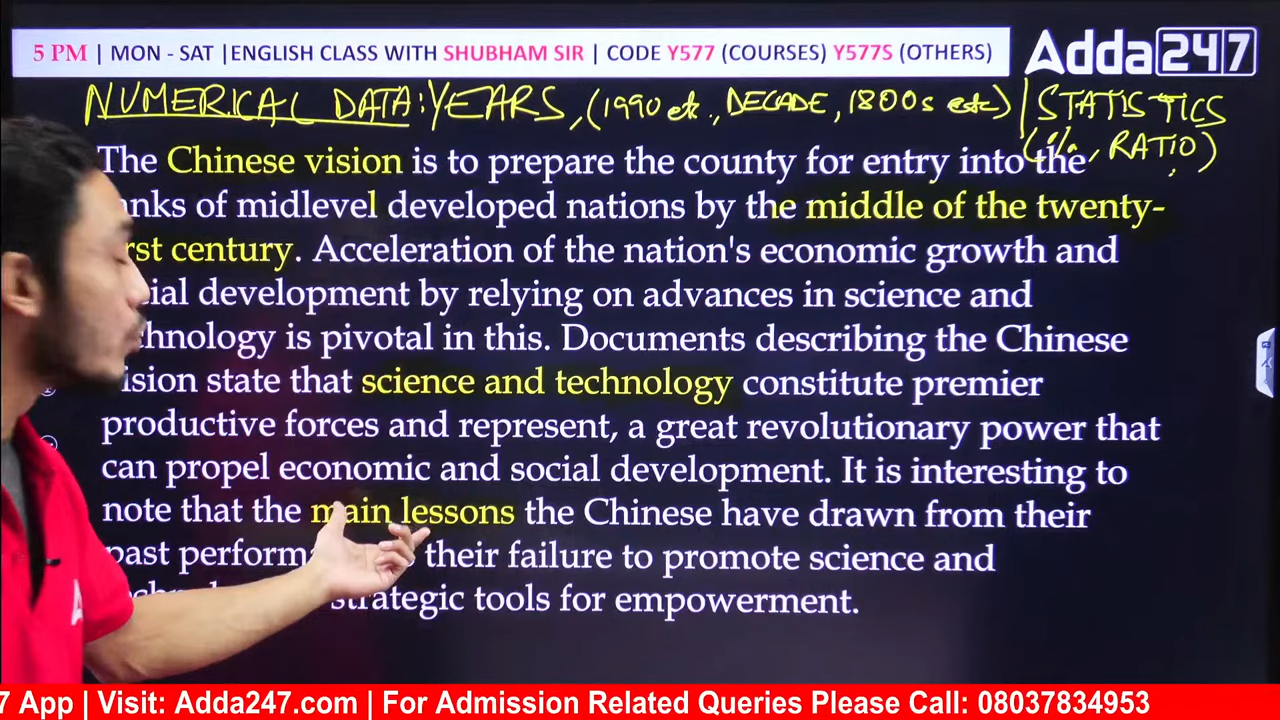 5 PM | MON - SAT |ENGLISH CLASS WITH SHUBHAM SIR | CODE Y577 (COURSES) Y577S (OTHERS)
Adda247
NUMERICAL DATA: YEARS, (1990 etc., DECADE, 1800s etc) | STATISTICS
(%, RATIO)
The Chinese vision is to prepare the county for entry into the
ranks of midlevel developed nations by the middle of the twenty-
first century. Acceleration of the nation's economic growth and
social development by relying on advances in science and
technology is pivotal in this. Documents describing the Chinese
vision state that science and technology constitute premier
productive forces and represent, a great revolutionary power that
can propel economic and social development. It is interesting to
note that the main lessons the Chinese have drawn from their
past their failure to promote science and
strategic tools for empowerment.
7 App | Visit: Adda247.com | For Admission Related Queries Please Call: 08037834953